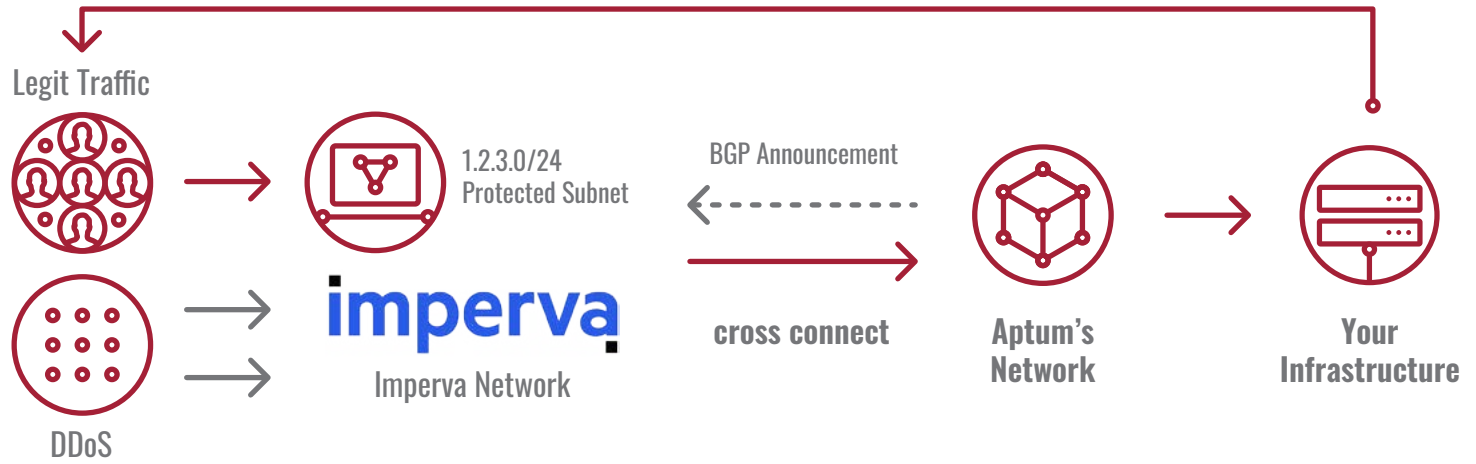 Legit Traffic
1.2.3.0/24
Protected Subnet
BGP Announcement
imperva
Imperva Network
cross connect
Aptum’s
Network
Your
Infrastructure
DDoS